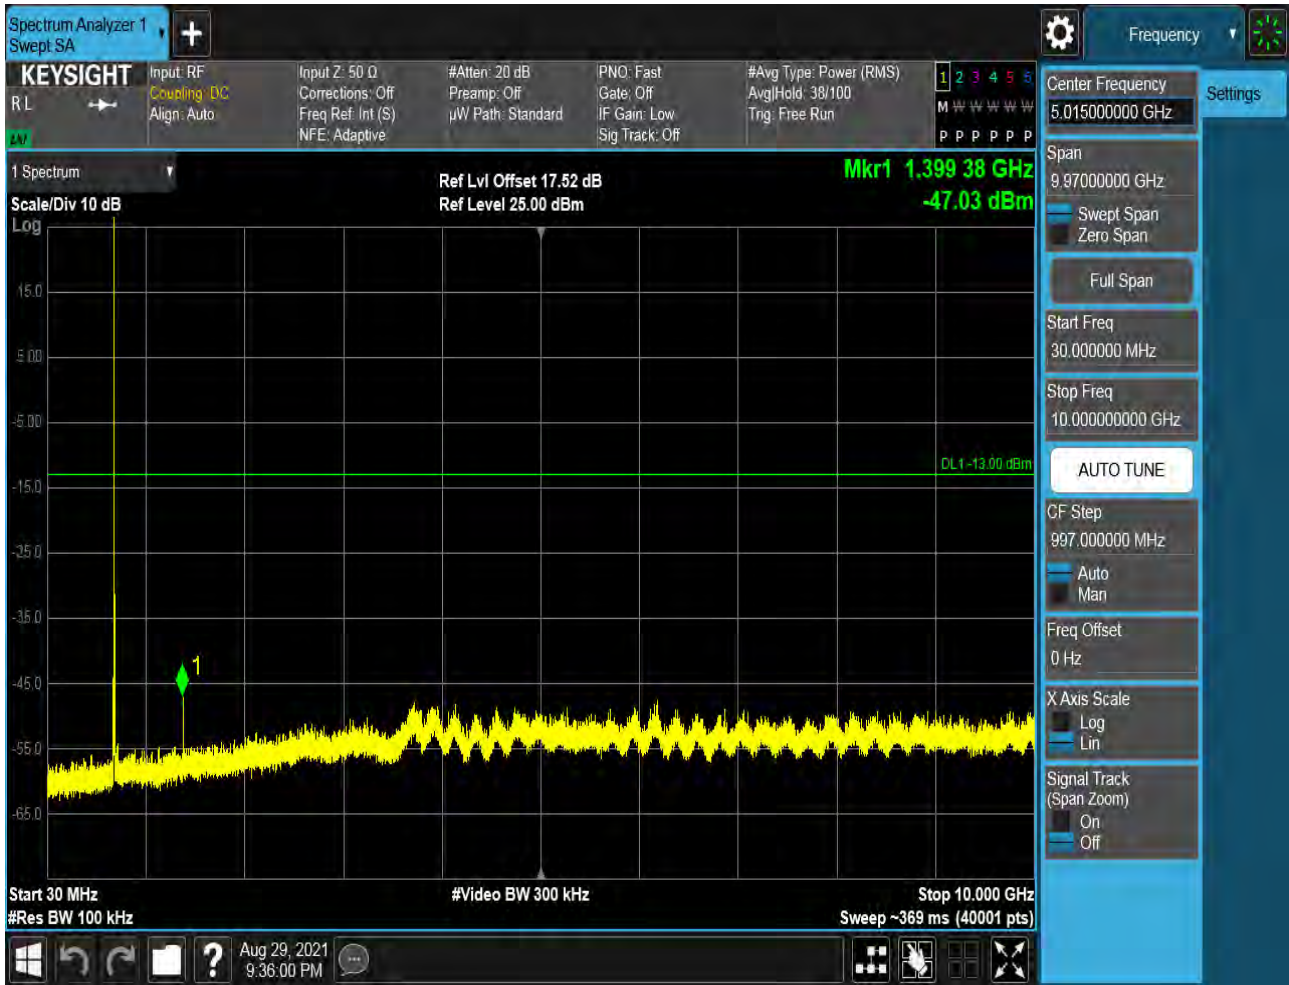 Spectrum Analyzer 1
Swept SA
Frequency
KEYSIGHT
R L
Input: RF
Coupling: DC
Align: Auto
Input Z: 50 Ω
Corrections: Off
Freq Ref: Int (S)
NFE: Adaptive
#Atten: 20 dB
Preamp: Off
µW Path: Standard
PNO: Fast
Gate: Off
IF Gain: Low
Sig Track: Off
#Avg Type: Power (RMS)
Avg|Hold: 38/100
Trig: Free Run
1 2 3 4 5 6
M W W W W W
P P P P P P
Settings
1 Spectrum
Scale/Div 10 dB
Log
Ref Lvl Offset 17.52 dB
Ref Level 25.00 dBm
Mkr1 1.399 38 GHz
-47.03 dBm
15.0
5.00
-5.00
-15.0
-25.0
-35.0
-45.0
-55.0
-65.0
DL1 -13.00 dBm
1
Start 30 MHz
#Res BW 100 kHz
#Video BW 300 kHz
Stop 10.000 GHz
Sweep ~369 ms (40001 pts)
Center Frequency
5.015000000 GHz
Span
9.97000000 GHz
Swept Span
Zero Span
Full Span
Start Freq
30.000000 MHz
Stop Freq
10.000000000 GHz
AUTO TUNE
CF Step
997.000000 MHz
Auto
Man
Freq Offset
0 Hz
X Axis Scale
Log
Lin
Signal Track
(Span Zoom)
On
Off
Aug 29, 2021
9:36:00 PM